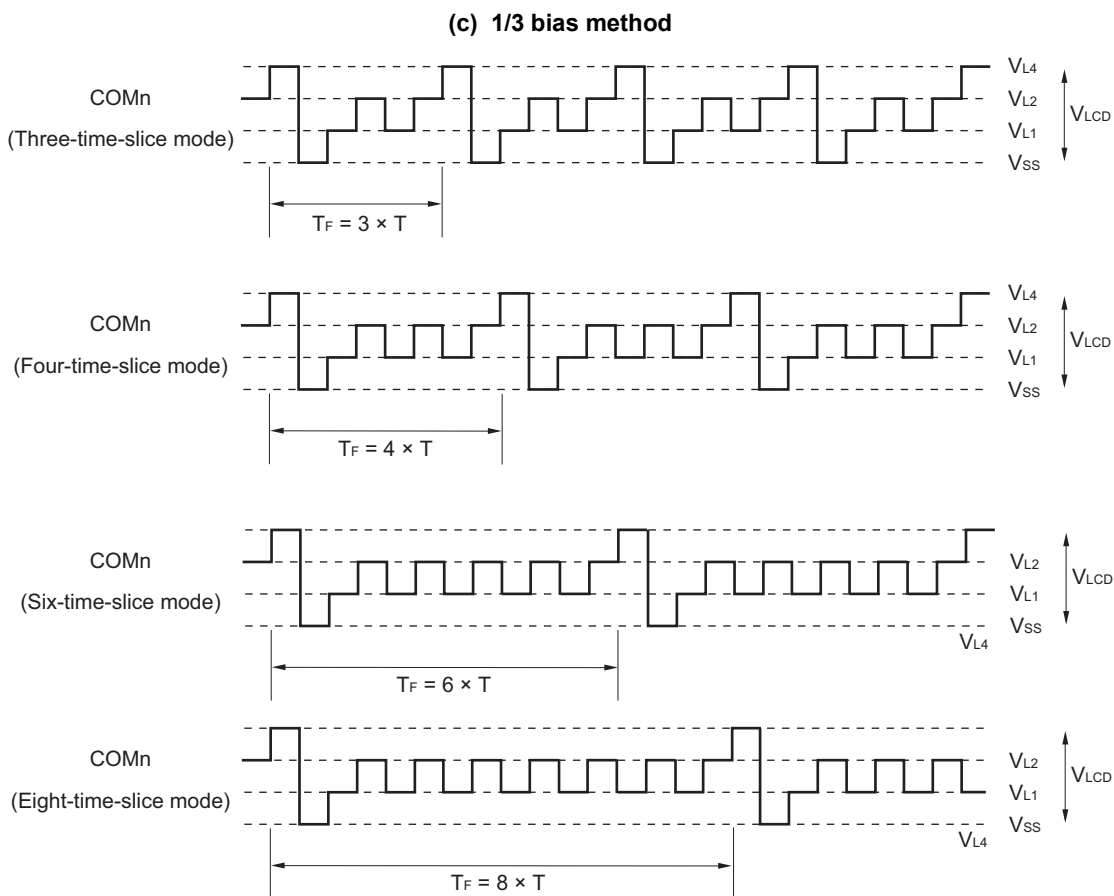 (c) 1/3 bias method
VL4
COMn
VL2
VLCD
(Three-time-slice mode)
VL1
VSS
TF = 3 × T
VL4
COMn
VL2
VLCD
(Four-time-slice mode)
VL1
VSS
TF = 4 × T
COMn
VL2
VLCD
(Six-time-slice mode)
VL1
VSS
VL4
TF = 6 × T
COMn
VL2
VLCD
(Eight-time-slice mode)
VL1
VSS
VL4
TF = 8 × T